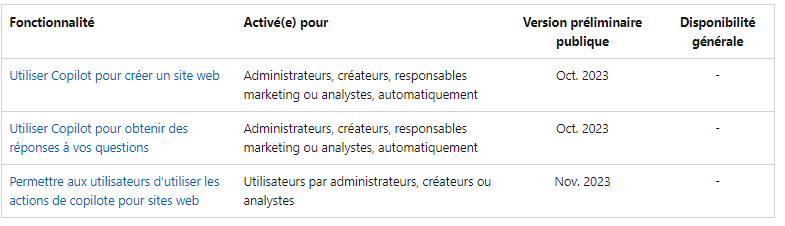 Fonctionnalité Activé(e) pour Version préliminaire publique Disponibilité générale
Utiliser Copilot pour créer un site web Administrateurs, créateurs, responsables Oct. 2023 -
marketing ou analystes, automatiquement
Utiliser Copilot pour obtenir des Administrateurs, créateurs, responsables Oct. 2023 -
réponses à vos questions marketing ou analystes, automatiquement
Permettre aux utilisateurs d'utiliser les Utilisateurs par administrateurs, créateurs ou Nov. 2023 -
actions de copilote pour sites web analystes